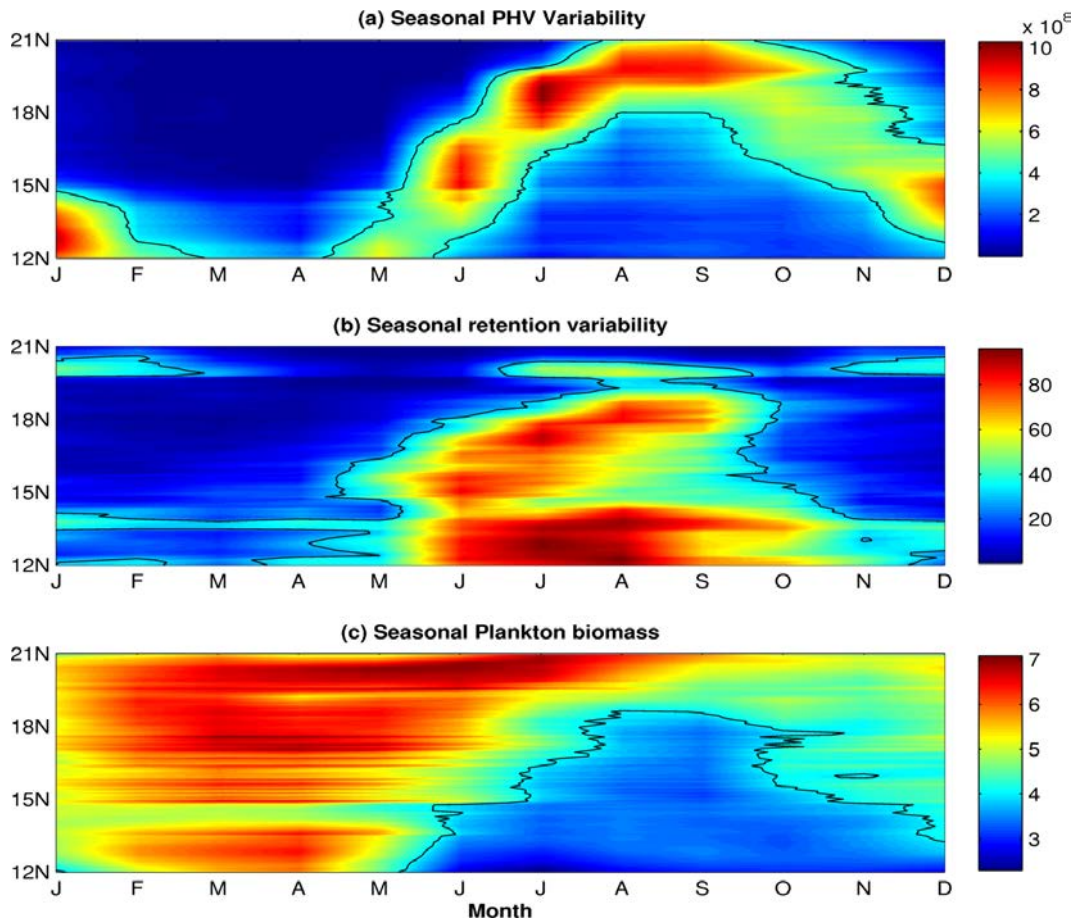 (a) Seasonal PHV Variability
x 10⁸
21N
18N
15N
12N
J F M A M J J A S O N D
10
8
6
4
2
(b) Seasonal retention variability
21N
18N
15N
12N
J F M A M J J A S O N D
80
60
40
20
(c) Seasonal Plankton biomass
21N
18N
15N
12N
J F M A M J J A S O N D
Month
7
6
5
4
3